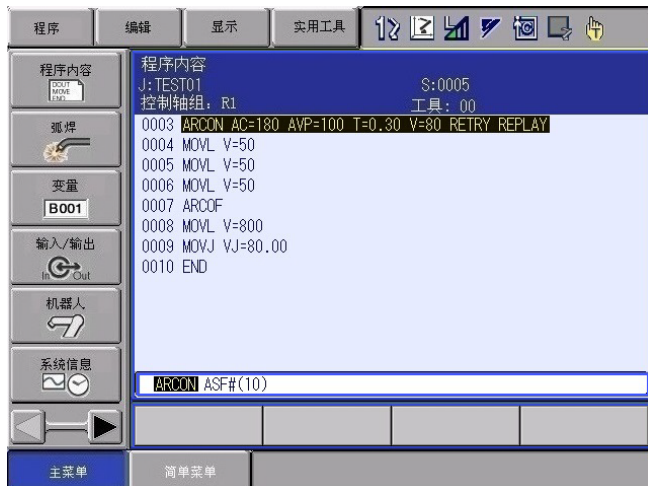 程序 编辑 显示 实用工具
程序内容
DOUT
MOVE
END
弧焊
变量
B001
输入/输出
In Out
机器人
系统信息
程序内容
J:TEST01 S:0005
控制轴组: R1 工具: 00
0003 ARCON AC=180 AVP=100 T=0.30 V=80 RETRY REPLAY
0004 MOVL V=50
0005 MOVL V=50
0006 MOVL V=50
0007 ARCOF
0008 MOVL V=800
0009 MOVJ VJ=80.00
0010 END
ARCON ASF#(10)
主菜单 简单菜单